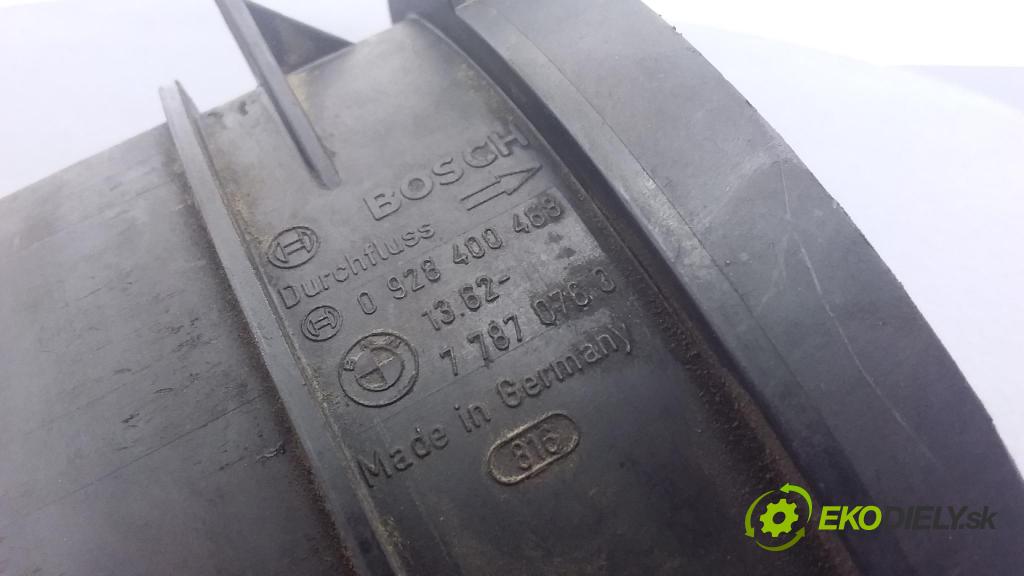 BOSCH
Durchfluss
0 928 400 468
13.62-
7 787 076.3
Made in Germany
816
EKODIELY.sk